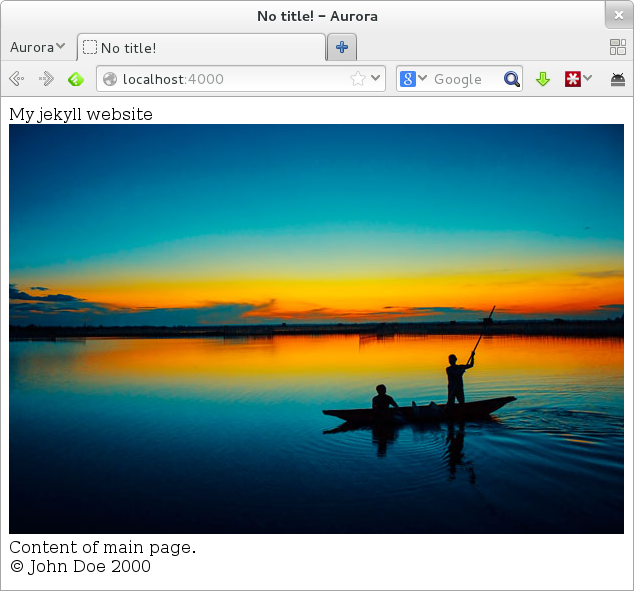 No title! – Aurora
Aurora
No title!
localhost:4000
8 Google
My jekyll website
Content of main page.
© John Doe 2000